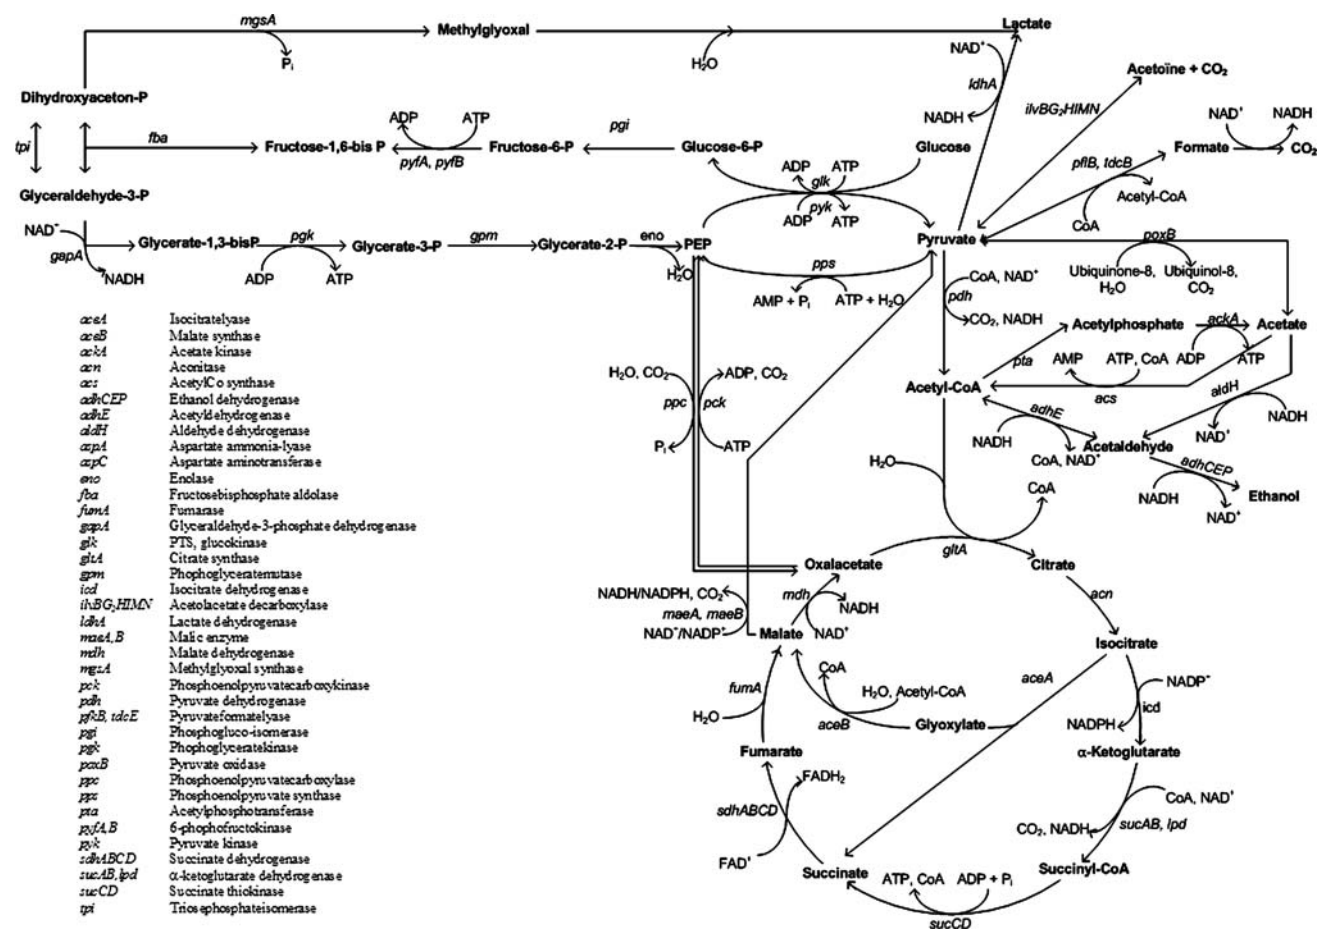 mgsA
Methylglyoxal
Lactate
Pi
H₂O
NAD⁺
ldhA
NADH
Acetoïne + CO₂
ilvBG₂HIMN
Dihydroxyaceton-P
tpi
fba
Fructose-1,6-bis P
ADP
ATP
pyfA, pyfB
Fructose-6-P
pgi
Glucose-6-P
Glucose
ADP
ATP
glk
pyk
ADP
ATP
pflB, tdcB
Formate
NAD⁺
NADH
CO₂
Acetyl-CoA
CoA
Glyceraldehyde-3-P
NAD⁺
gapA
NADH
Glycerate-1,3-bisP
pgk
ADP
ATP
Glycerate-3-P
gpm
Glycerate-2-P
eno
H₂O
PEP
pps
AMP + Pi
ATP + H₂O
Pyruvate
poxB
Ubiquinone-8,
H₂O
Ubiquinol-8,
CO₂
CoA, NAD⁺
pdh
CO₂, NADH
Acetylphosphate
ackA
Acetate
pta
AMP
ATP, CoA
ADP
ATP
acs
Acetyl-CoA
aldH
NADH
NAD⁺
adhE
NADH
CoA, NAD⁺
Acetaldehyde
adhCEP
NADH
NAD⁺
Ethanol
H₂O, CO₂
ADP, CO₂
ppc
pck
Pi
ATP
H₂O
CoA
gltA
Oxalacetate
Citrate
NADH/NADPH, CO₂
maeA, maeB
NAD⁺/NADP⁺
mdh
NADH
NAD⁺
Malate
acn
Isocitrate
CoA
H₂O, Acetyl-CoA
aceB
Glyoxylate
aceA
fumA
H₂O
NADP⁺
icd
NADPH
Fumarate
α-Ketoglutarate
FADH₂
sdhABCD
FAD⁺
CoA, NAD⁺
CO₂, NADH
sucAB, lpd
Succinate
ATP, CoA
ADP + Pi
sucCD
Succinyl-CoA
aceA Isocitratelyase
aceB Malate synthase
ackA Acetate kinase
acn Aconitase
acs AcetylCo synthase
adhCEP Ethanol dehydrogenase
adhE Acetyldehydrogenase
aldH Aldehyde dehydrogenase
aspA Aspartate ammonia-lyase
aspC Aspartate aminotransferase
eno Enolase
fba Fructosebisphosphate aldolase
fumA Fumarase
gapA Glyceraldehyde-3-phosphate dehydrogenase
glk PTS, glucokinase
gltA Citrate synthase
gpm Phophoglyceratemutase
icd Isocitrate dehydrogenase
ilvBG₂HIMN Acetolacetate decarboxylase
ldhA Lactate dehydrogenase
maeA,B Malic enzyme
mdh Malate dehydrogenase
mgsA Methylglyoxal synthase
pck Phosphoenolpyruvatecarboxykinase
pdh Pyruvate dehydrogenase
pfkB, tdcE Pyruvateformatelyase
pgi Phosphogluco-isomerase
pgk Phophoglyceratekinase
poxB Pyruvate oxidase
ppc Phosphoenolpyruvatecarboxylase
pps Phosphoenolpyruvate synthase
pta Acetylphosphotransferase
pyfA,B 6-phophofructokinase
pyk Pyruvate kinase
sdhABCD Succinate dehydrogenase
sucAB,lpd α-ketoglutarate dehydrogenase
sucCD Succinate thiokinase
tpi Triosephosphateisomerase